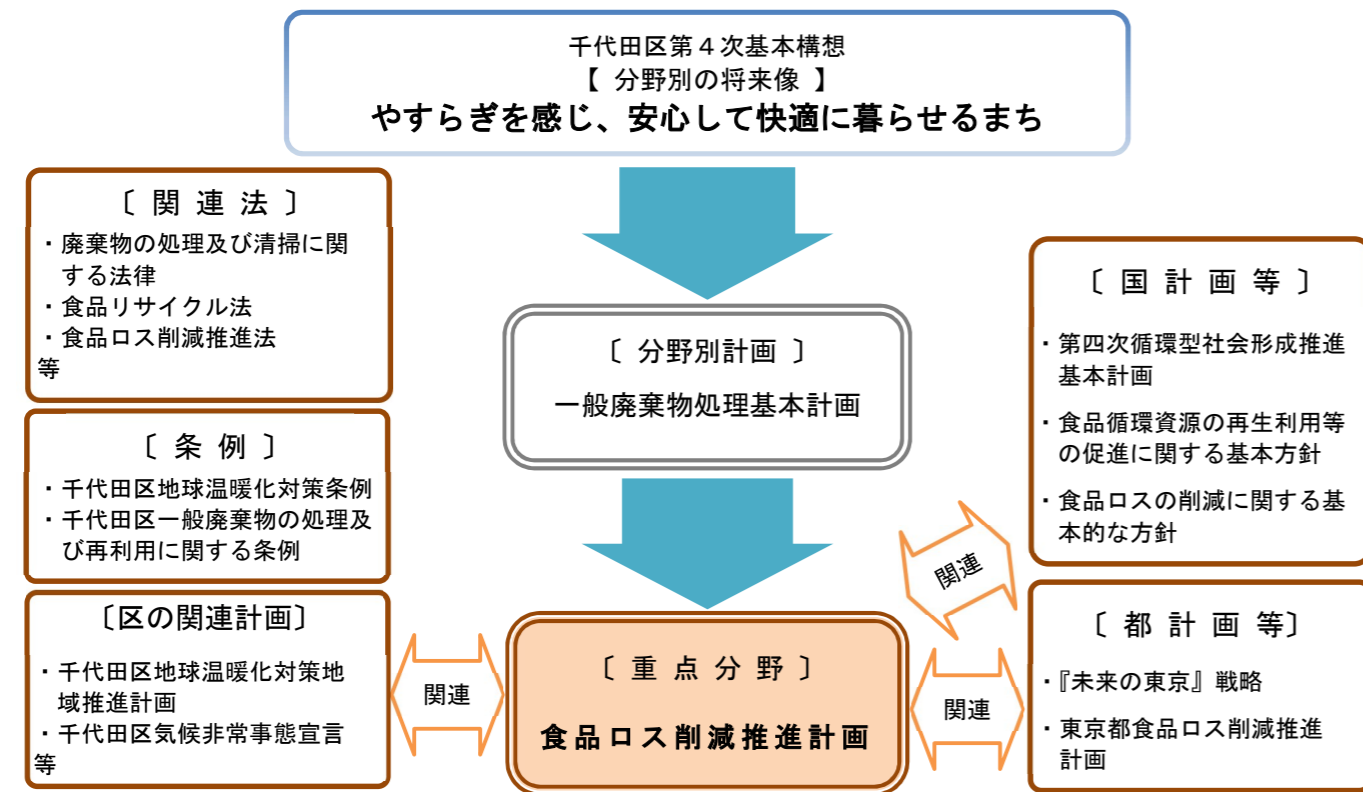 千代田区第４次基本構想
【 分野別の将来像 】
やすらぎを感じ、安心して快適に暮らせるまち
〔 関 連 法 〕
・廃棄物の処理及び清掃に関
する法律
・食品リサイクル法
・食品ロス削減推進法
等
〔 条 例 〕
・千代田区地球温暖化対策条例
・千代田区一般廃棄物の処理及
び再利用に関する条例
〔区の関連計画〕
・千代田区地球温暖化対策地
域推進計画
・千代田区気候非常事態宣言
等
〔 分野別計画 〕
一般廃棄物処理基本計画
関連
〔 重 点 分 野 〕
食品ロス削減推進計画
関連
関連
〔 国 計 画 等 〕
・第四次循環型社会形成推進
基本計画
・食品循環資源の再生利用等
の促進に関する基本方針
・食品ロスの削減に関する基
本的な方針
〔 都 計 画 等〕
・『未来の東京』戦略
・東京都食品ロス削減推進
計画